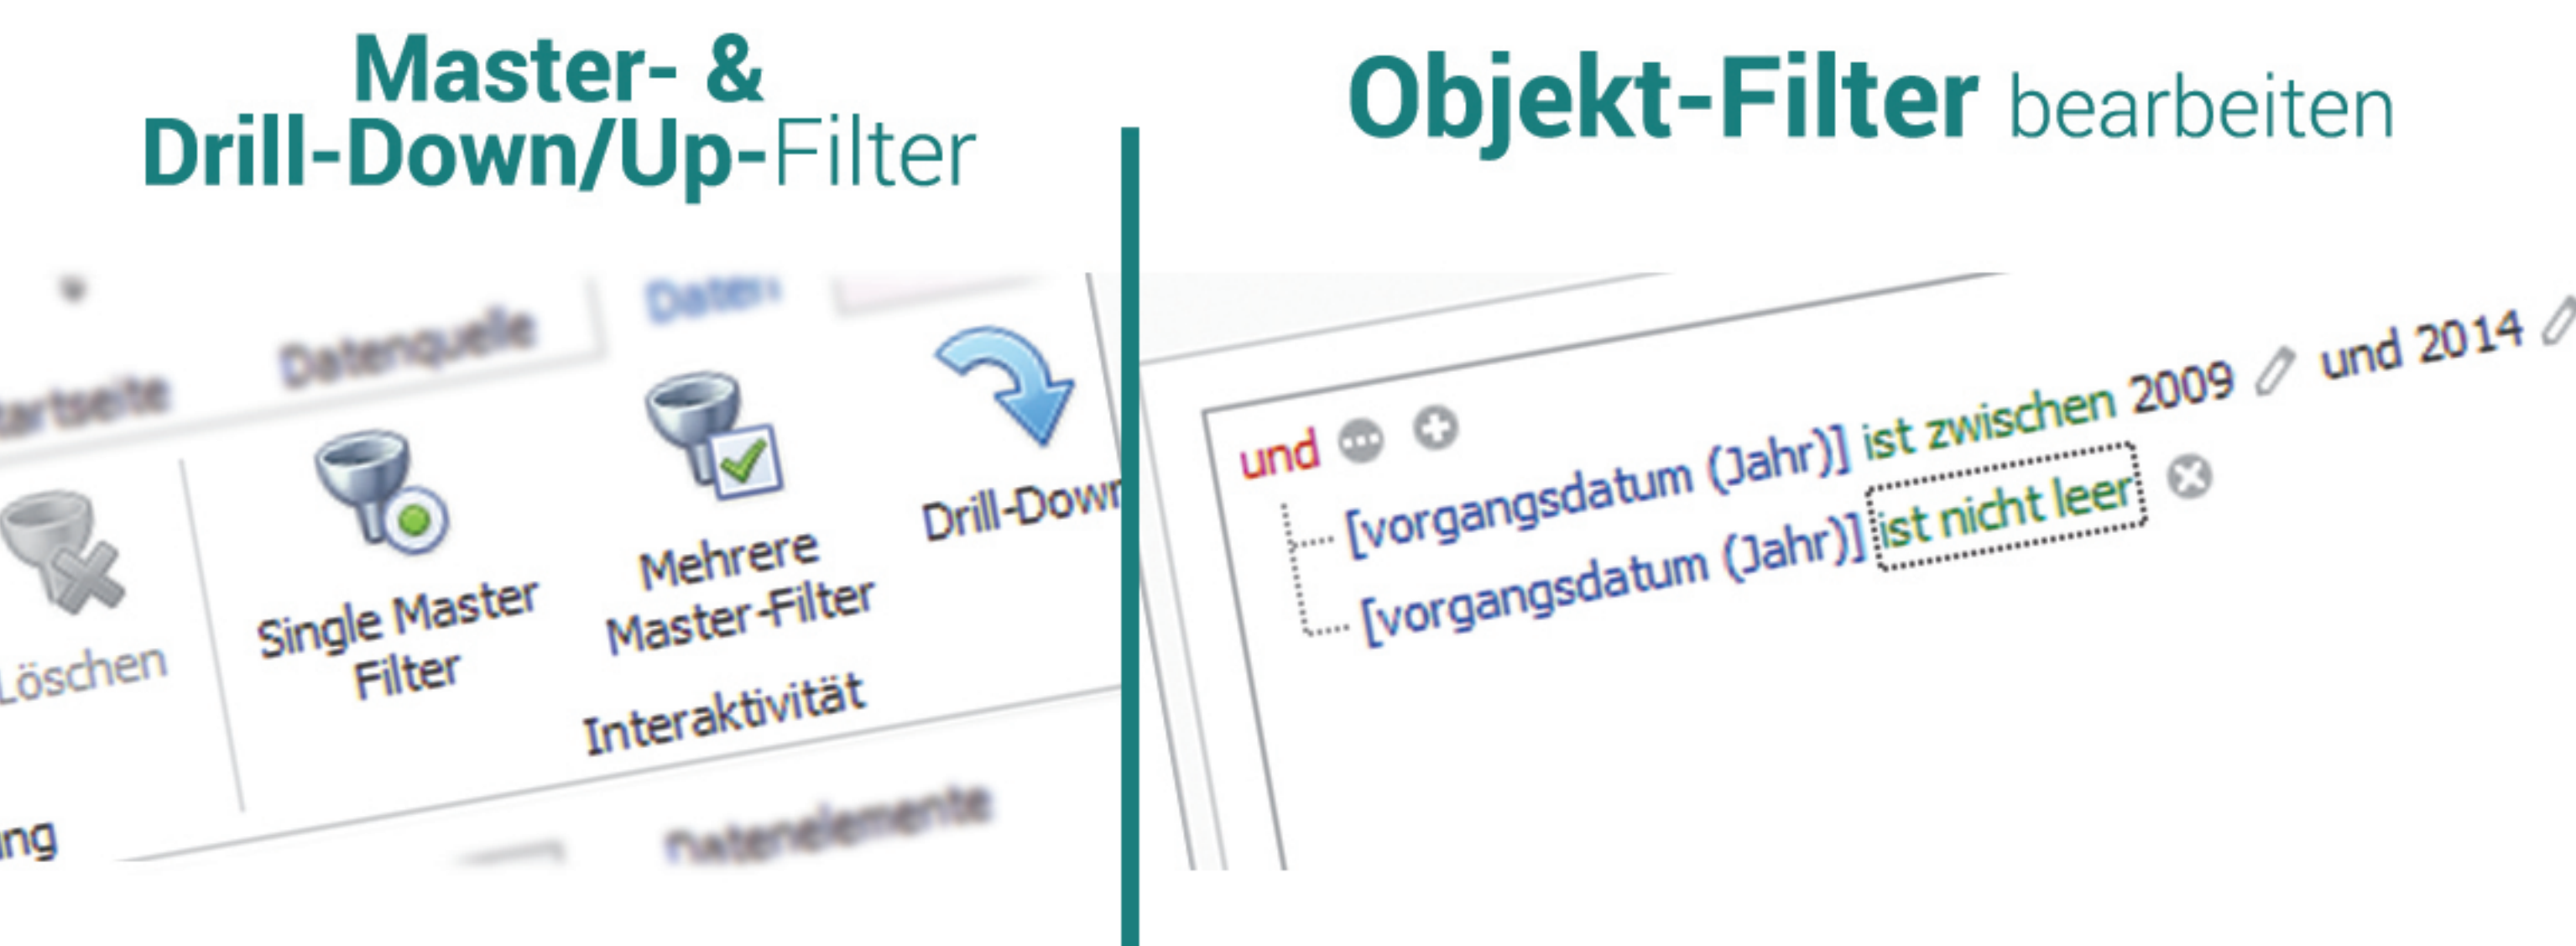 Master- &
Drill-Down/Up-Filter
Datenquelle
Löschen
Single Master
Filter
Mehrere
Master-Filter
Drill-Down
Interaktivität
Datenelemente
Objekt-Filter bearbeiten
und
[vorgangsdatum (Jahr)] ist zwischen 2009 und 2014
[vorgangsdatum (Jahr)] ist nicht leer